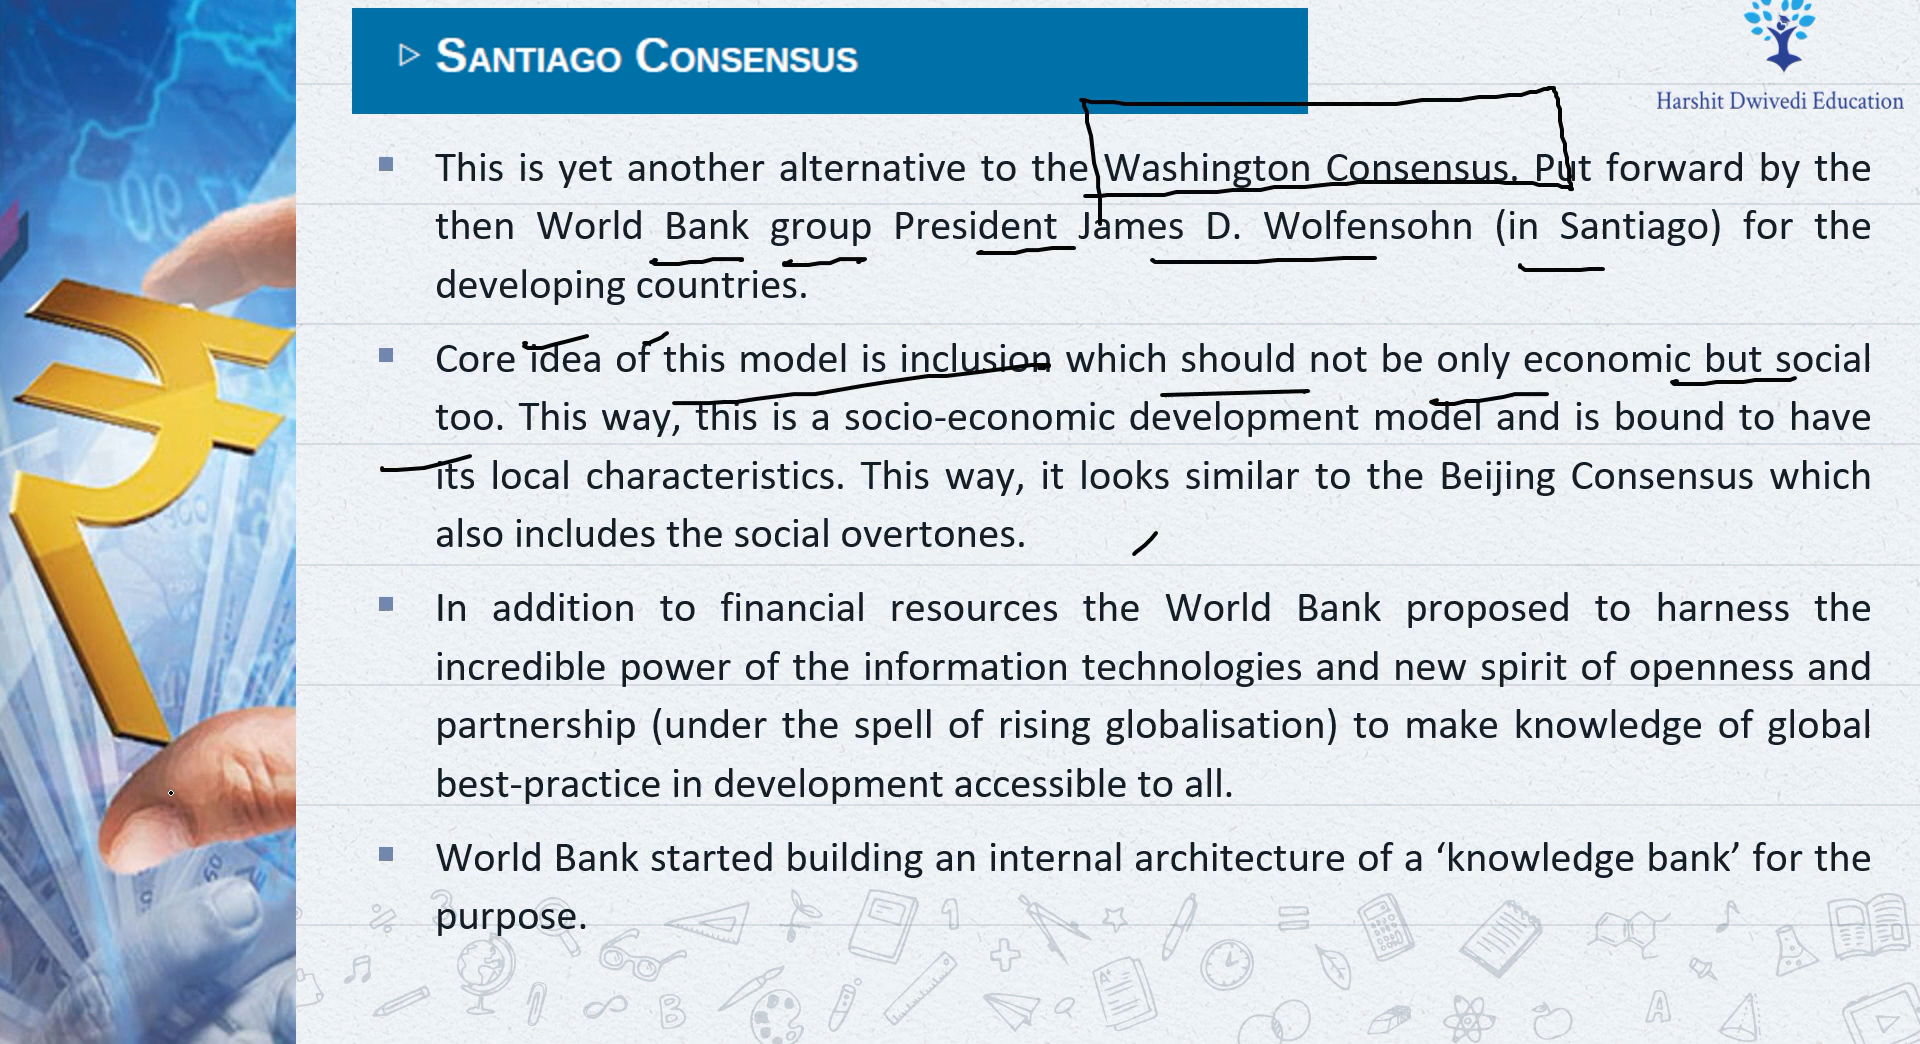 ▷ SANTIAGO CONSENSUS
Harshit Dwivedi Education
▪ This is yet another alternative to the Washington Consensus. Put forward by the
then World Bank group President James D. Wolfensohn (in Santiago) for the
developing countries.
▪ Core idea of this model is inclusion which should not be only economic but social
too. This way, this is a socio-economic development model and is bound to have
its local characteristics. This way, it looks similar to the Beijing Consensus which
also includes the social overtones.
▪ In addition to financial resources the World Bank proposed to harness the
incredible power of the information technologies and new spirit of openness and
partnership (under the spell of rising globalisation) to make knowledge of global
best-practice in development accessible to all.
▪ World Bank started building an internal architecture of a ‘knowledge bank’ for the
purpose.